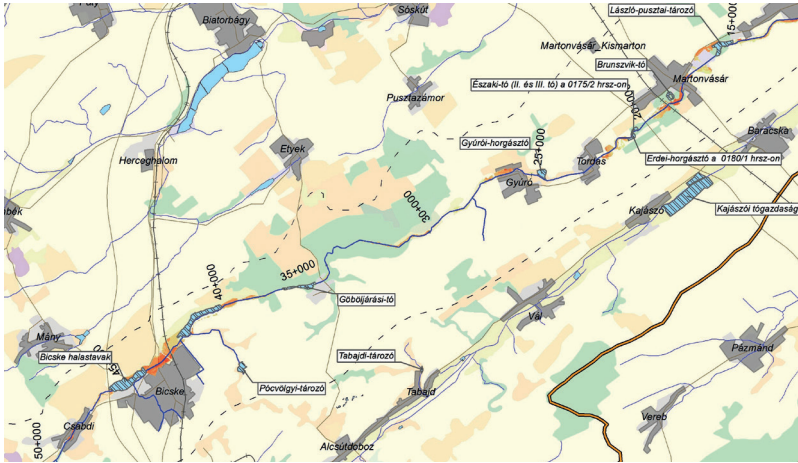 Sóskút
László-pusztai-tározó
15+000
Biatorbágy
Martonvásár_Kismarton
Brunszvik-tó
Martonvásár
Északi-tó (II. és III. tó) a 0175/2 hrsz-on
Pusztazámor
20+000
Baracska
Gyúrói-horgásztó
25+000
Etyek
Herceghalom
Tordas
Erdei-horgásztó a 0180/1 hrsz-on
Gyúró
30+000
Kajászó
Kajászói tógazdaság
35+000
40+000
Göböljárási-tó
Vál
Mány
Pázmánd
Bicske halastavak
45+
Tabajdi-tározó
Pócvölgyi-tározó
Bicske
Tabajd
Vereb
Csabdi
50+000
Alcsútdoboz